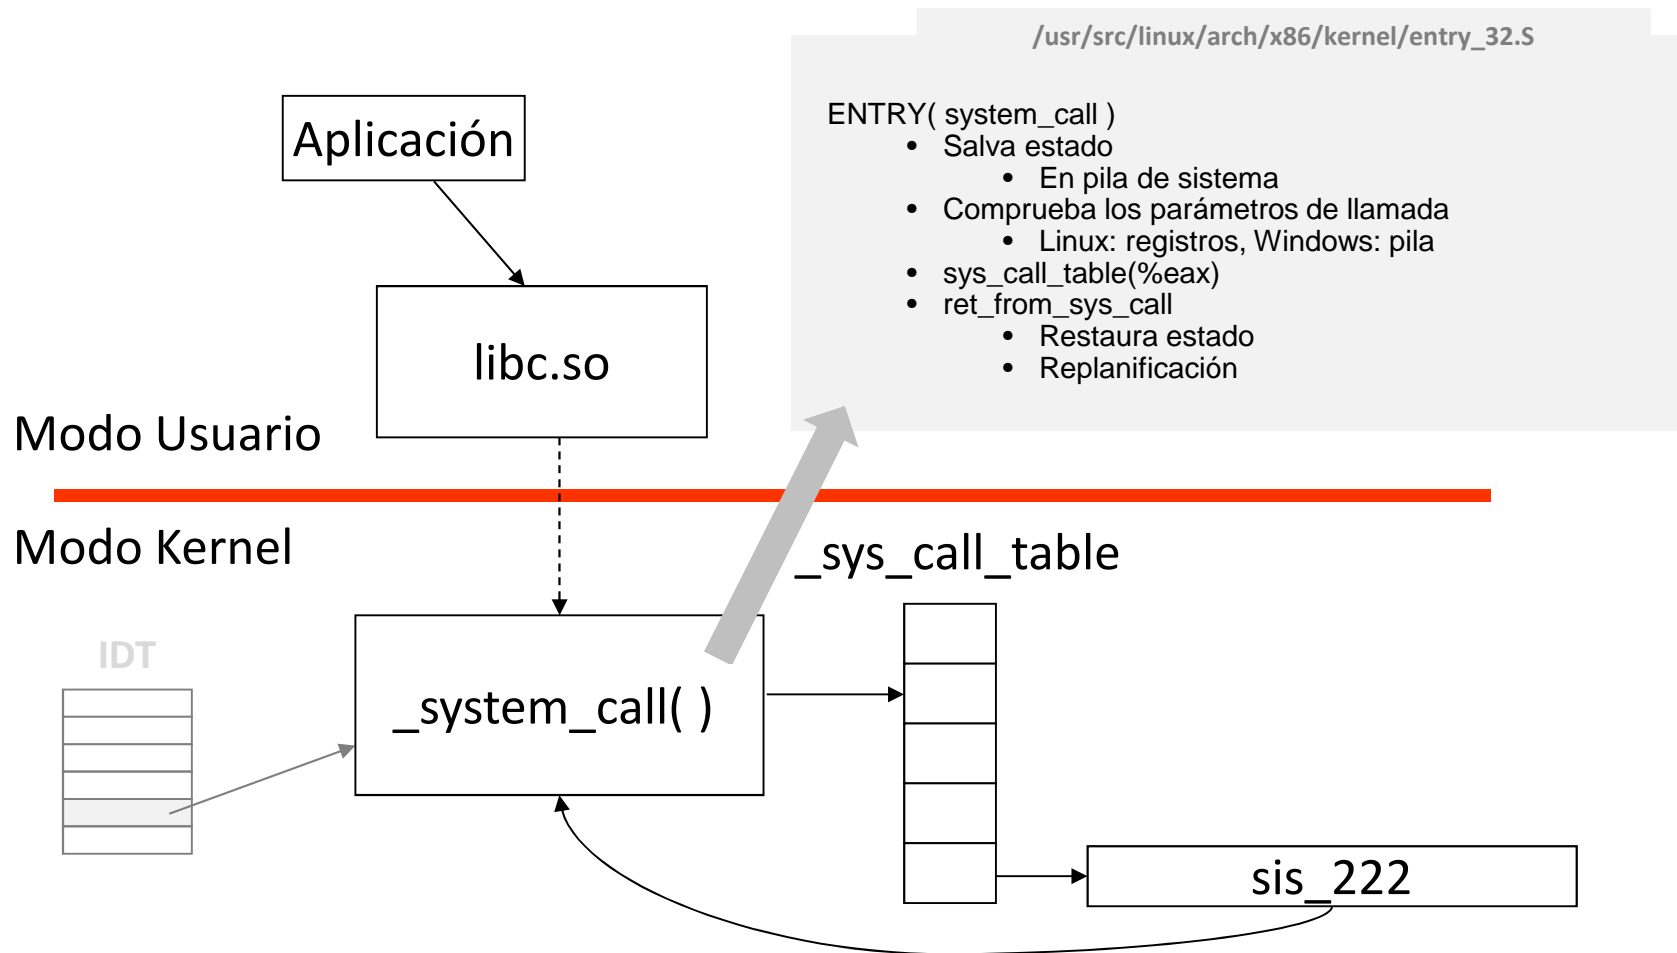 /usr/src/linux/arch/x86/kernel/entry_32.S
ENTRY( system_call )
• Salva estado
• En pila de sistema
• Comprueba los parámetros de llamada
• Linux: registros, Windows: pila
• sys_call_table(%eax)
• ret_from_sys_call
• Restaura estado
• Replanificación
Aplicación
libc.so
Modo Usuario
Modo Kernel
_sys_call_table
IDT
_system_call( )
sis_222